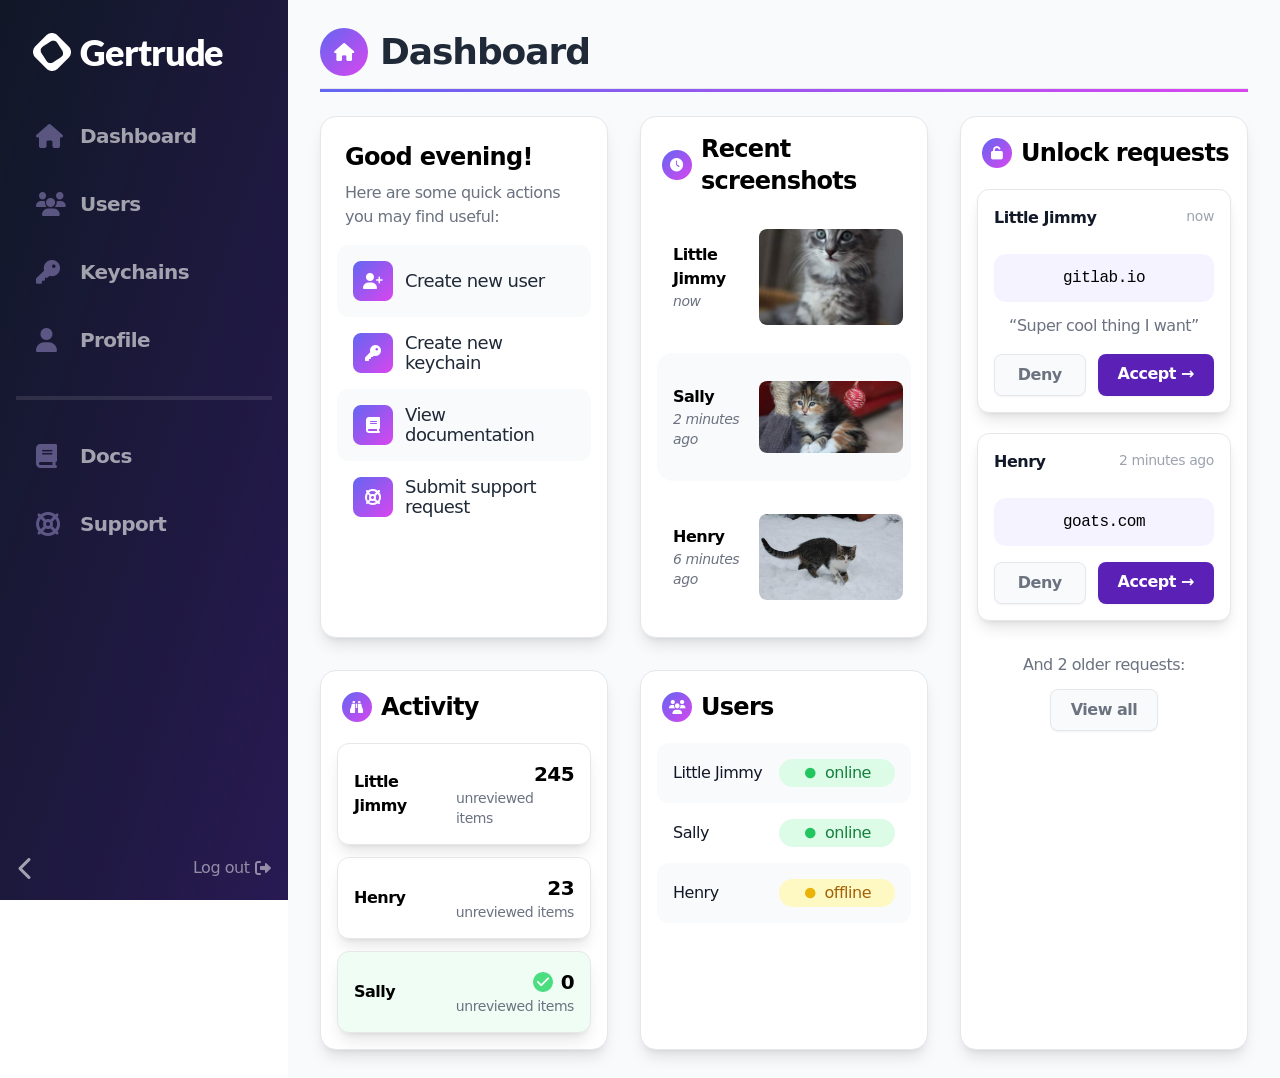 Gertrude
Dashboard
Users
Keychains
Profile
Docs
Support
Log out
Dashboard
Good evening!
Here are some quick actions
you may find useful:
Create new user
Create new
keychain
View
documentation
Submit support
request
Recent
screenshots
Little
Jimmy
now
Sally
2 minutes
ago
Henry
6 minutes
ago
Unlock requests
Little Jimmy
now
gitlab.io
“Super cool thing I want”
Deny
Accept →
Henry
2 minutes ago
goats.com
Deny
Accept →
And 2 older requests:
View all
Activity
Little
Jimmy
245
unreviewed
items
Henry
23
unreviewed items
Sally
0
unreviewed items
Users
Little Jimmy
online
Sally
online
Henry
offline